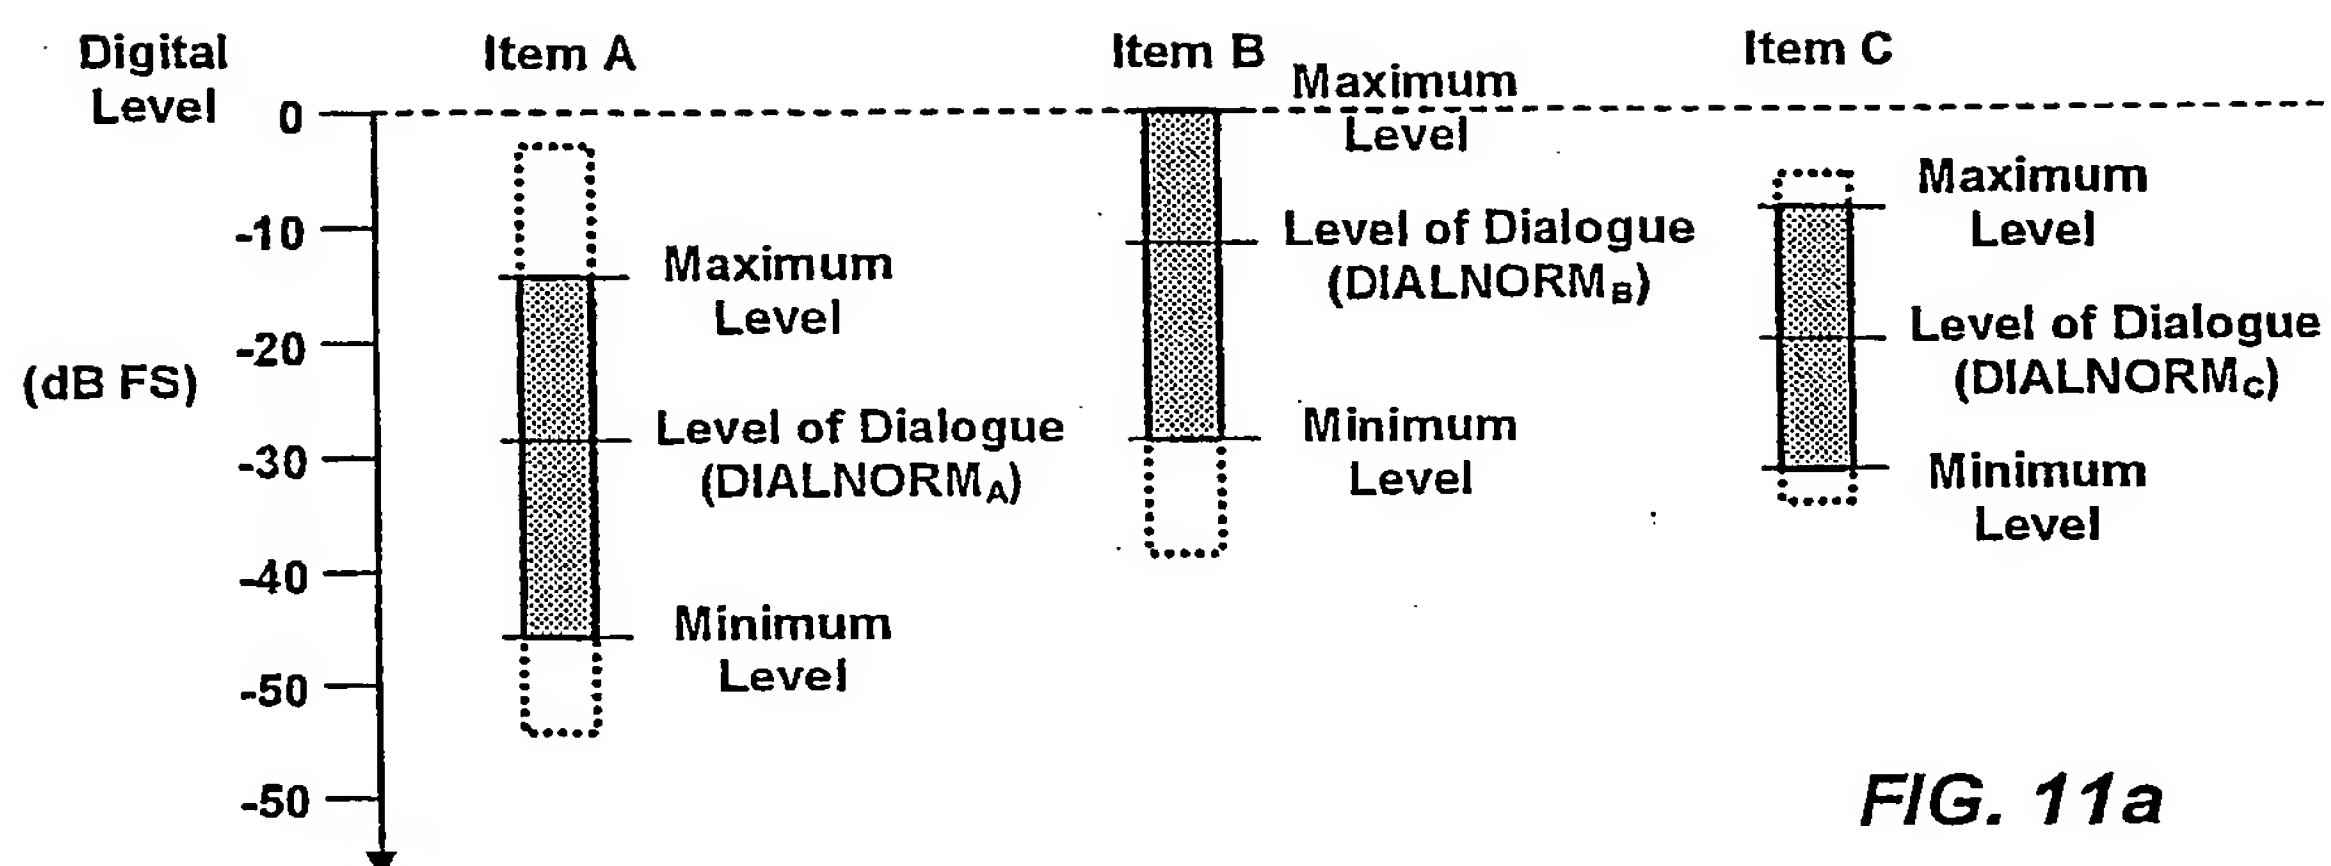 Digital
Level
0
-10
-20
(dB FS)
-30
-40
-50
-50
Item A
Maximum
Level
Level of Dialogue
(DIALNORMA)
Minimum
Level
Item B
Maximum
Level
Level of Dialogue
(DIALNORMB)
Minimum
Level
Item C
Maximum
Level
Level of Dialogue
(DIALNORMC)
Minimum
Level
FIG. 11a